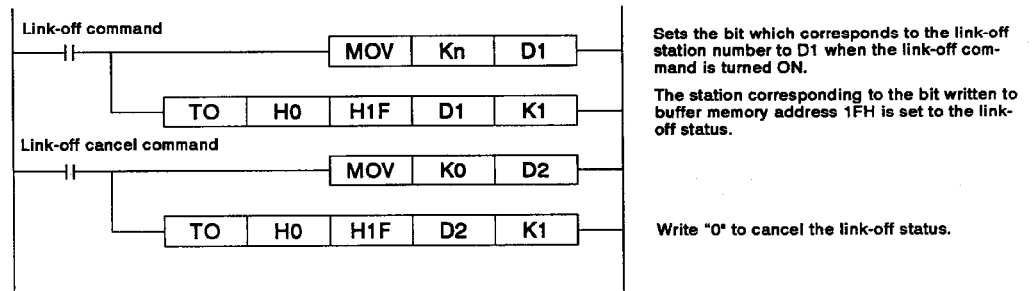 Link-off command
MOV Kn D1
Sets the bit which corresponds to the link-off
station number to D1 when the link-off com-
mand is turned ON.
TO H0 H1F D1 K1
The station corresponding to the bit written to
buffer memory address 1FH is set to the link-
off status.
Link-off cancel command
MOV K0 D2
TO H0 H1F D2 K1
Write "0" to cancel the link-off status.